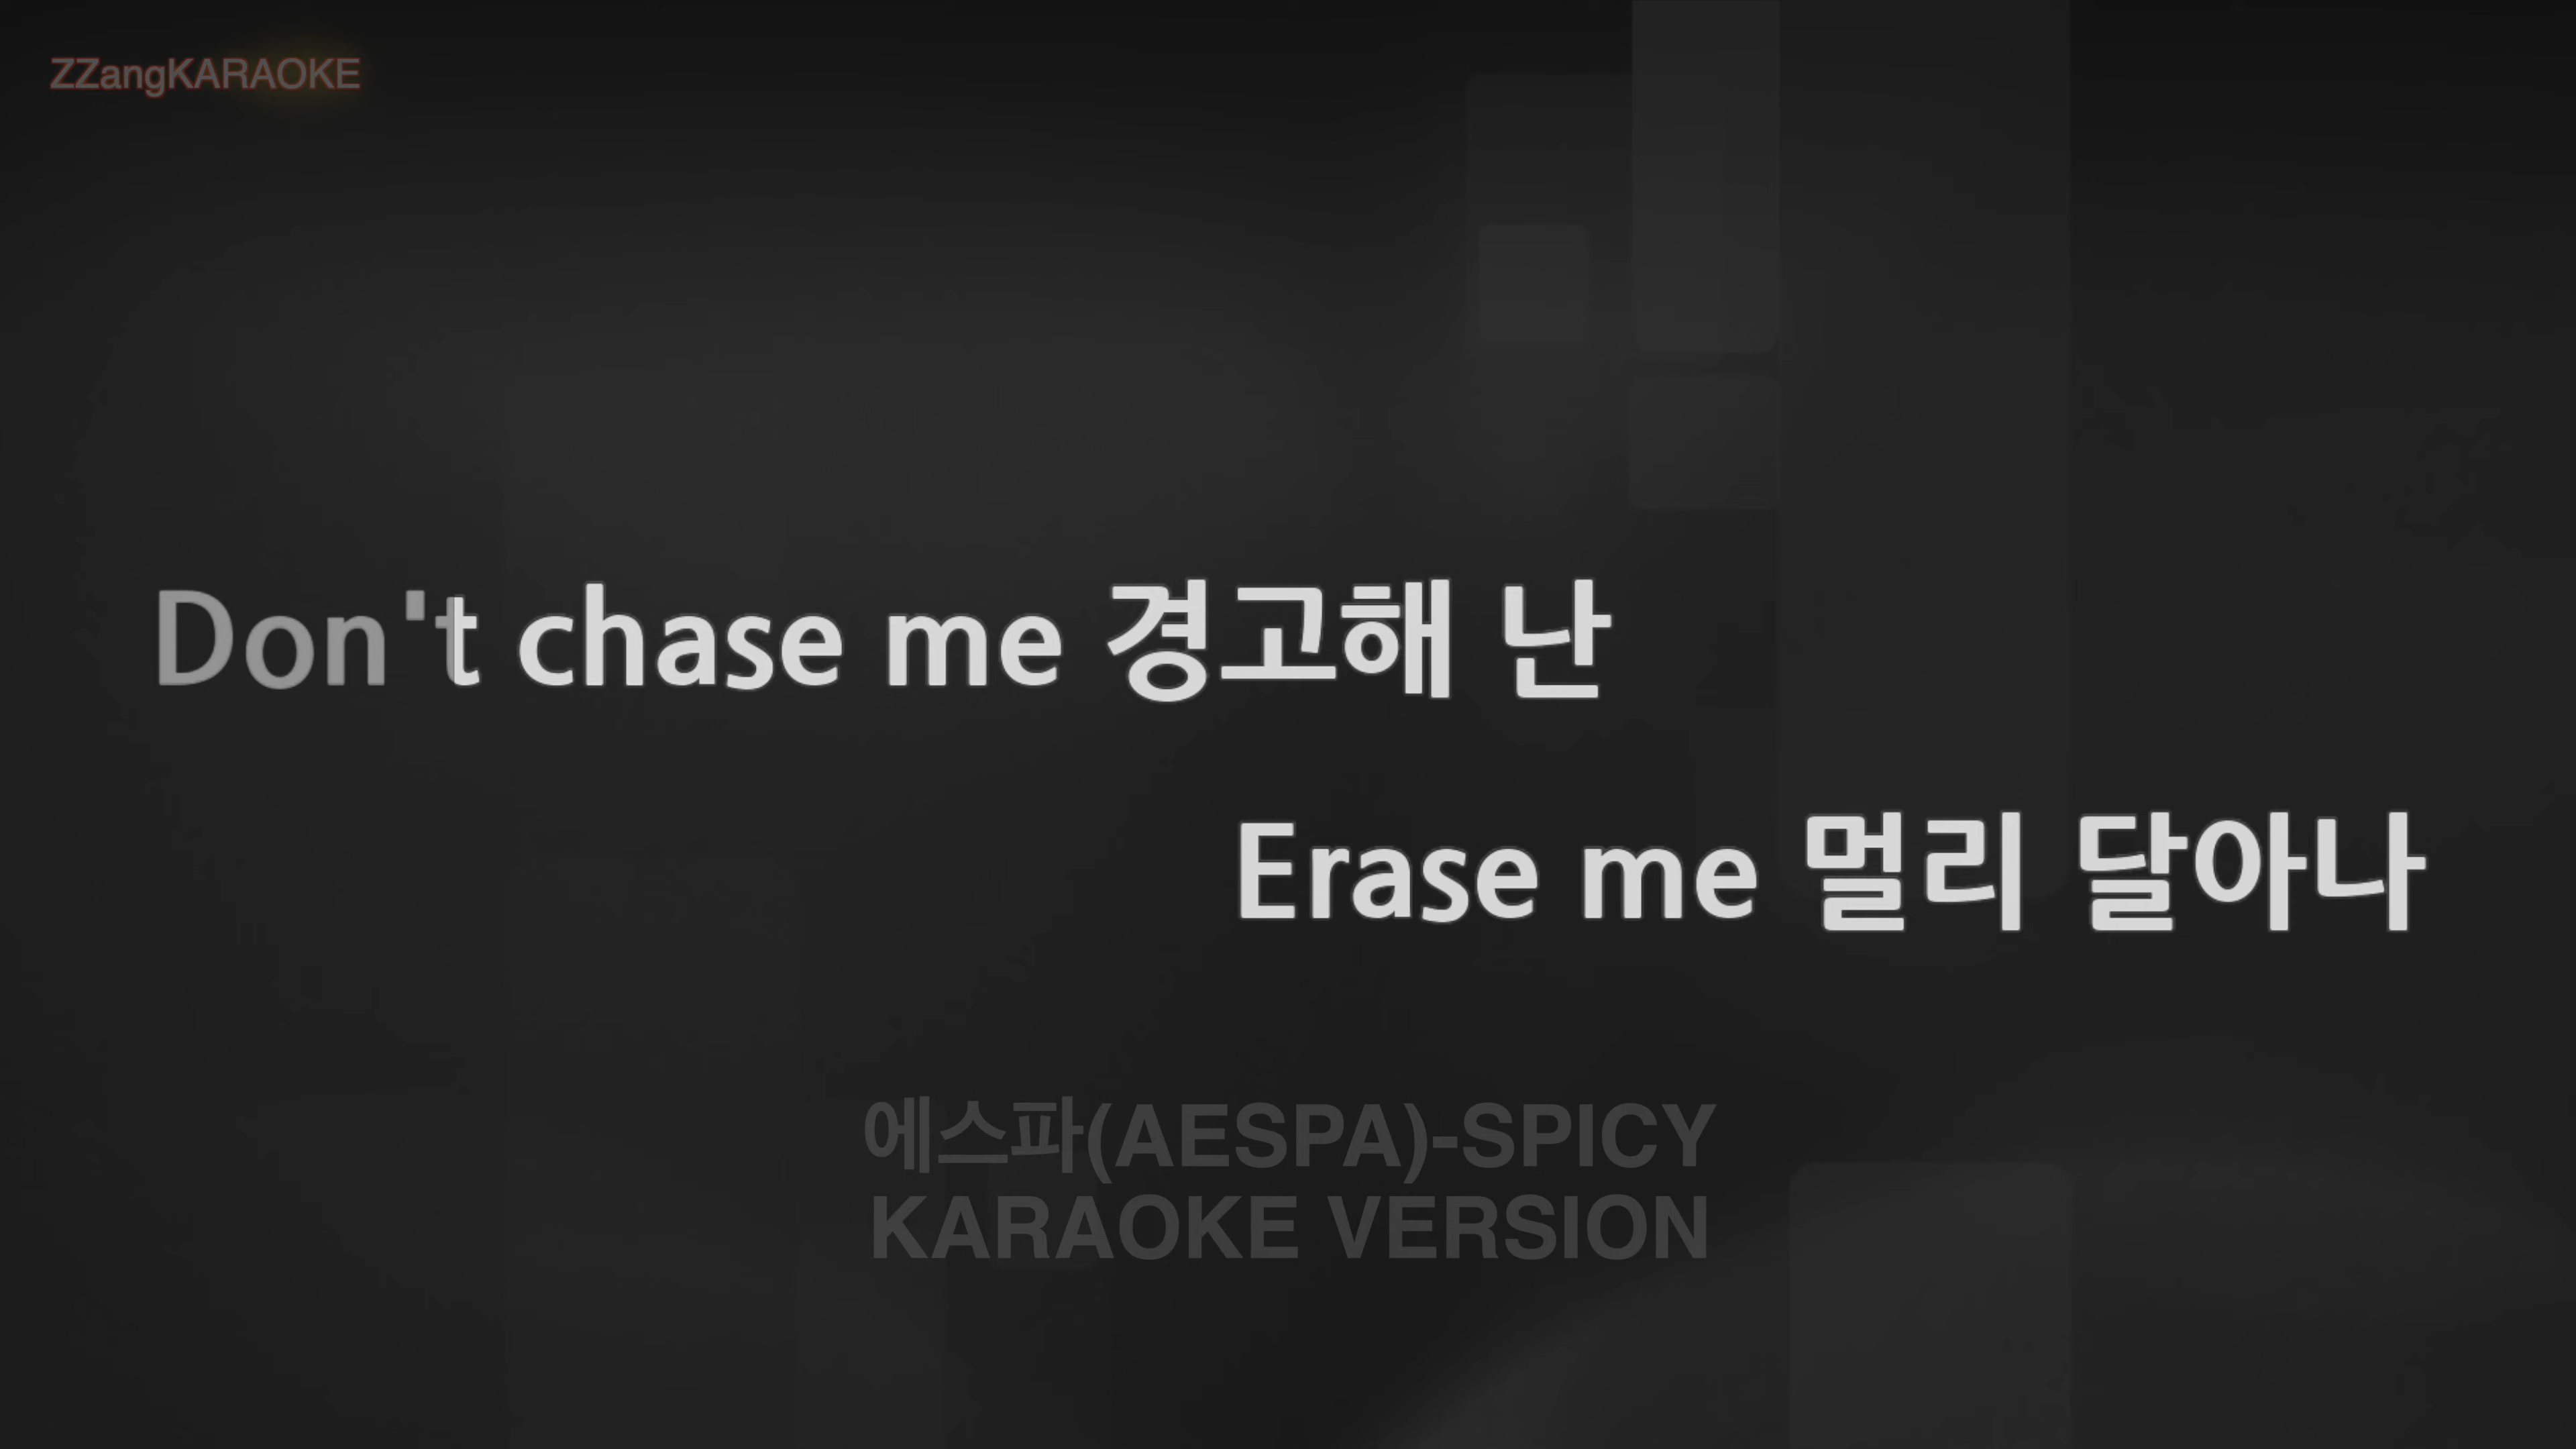 ZZangKARAOKE
Don't chase me 경고해 난
Erase me 멀리 달아나
에스파(AESPA)-SPICY
KARAOKE VERSION